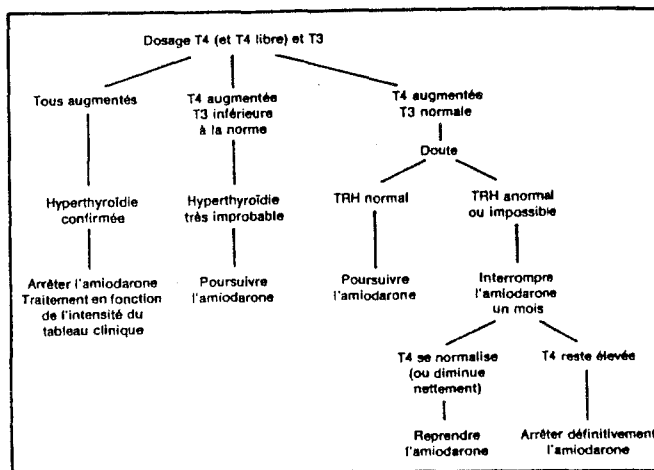 Dosage T4 (et T4 libre) et T3
Tous augmentés
T4 augmentée
T3 inférieure
à la norme
T4 augmentée
T3 normale
Doute
Hyperthyroïdie
confirmée
Hyperthyroïdie
très improbable
TRH normal
TRH anormal
ou impossible
Arrêter l'amiodarone
Traitement en fonction
de l'intensité du
tableau clinique
Poursuivre
l'amiodarone
Poursuivre
l'amiodarone
Interrompre
l'amiodarone
un mois
T4 se normalise
(ou diminue
nettement)
T4 reste élevée
Reprendre
l'amiodarone
Arrêter définitivement
l'amiodarone